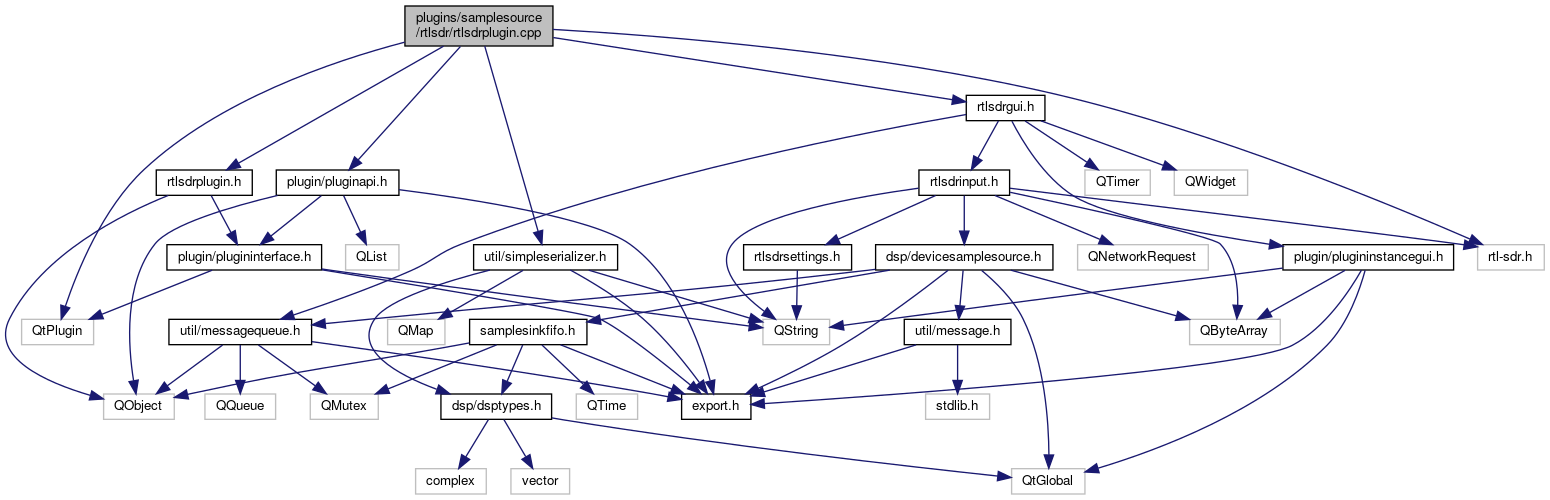 plugins/samplesource
/rtlsdr/rtlsdrplugin.cpp
rtlsdrgui.h
rtlsdrplugin.h
plugin/pluginapi.h
rtlsdrinput.h
QTimer
QWidget
plugin/plugininterface.h
QList
util/simpleserializer.h
rtlsdrsettings.h
dsp/devicesamplesource.h
QNetworkRequest
plugin/plugininstancegui.h
rtl-sdr.h
QtPlugin
util/messagequeue.h
QMap
samplesinkfifo.h
QString
util/message.h
QByteArray
QObject
QQueue
QMutex
dsp/dsptypes.h
QTime
export.h
stdlib.h
complex
vector
QtGlobal